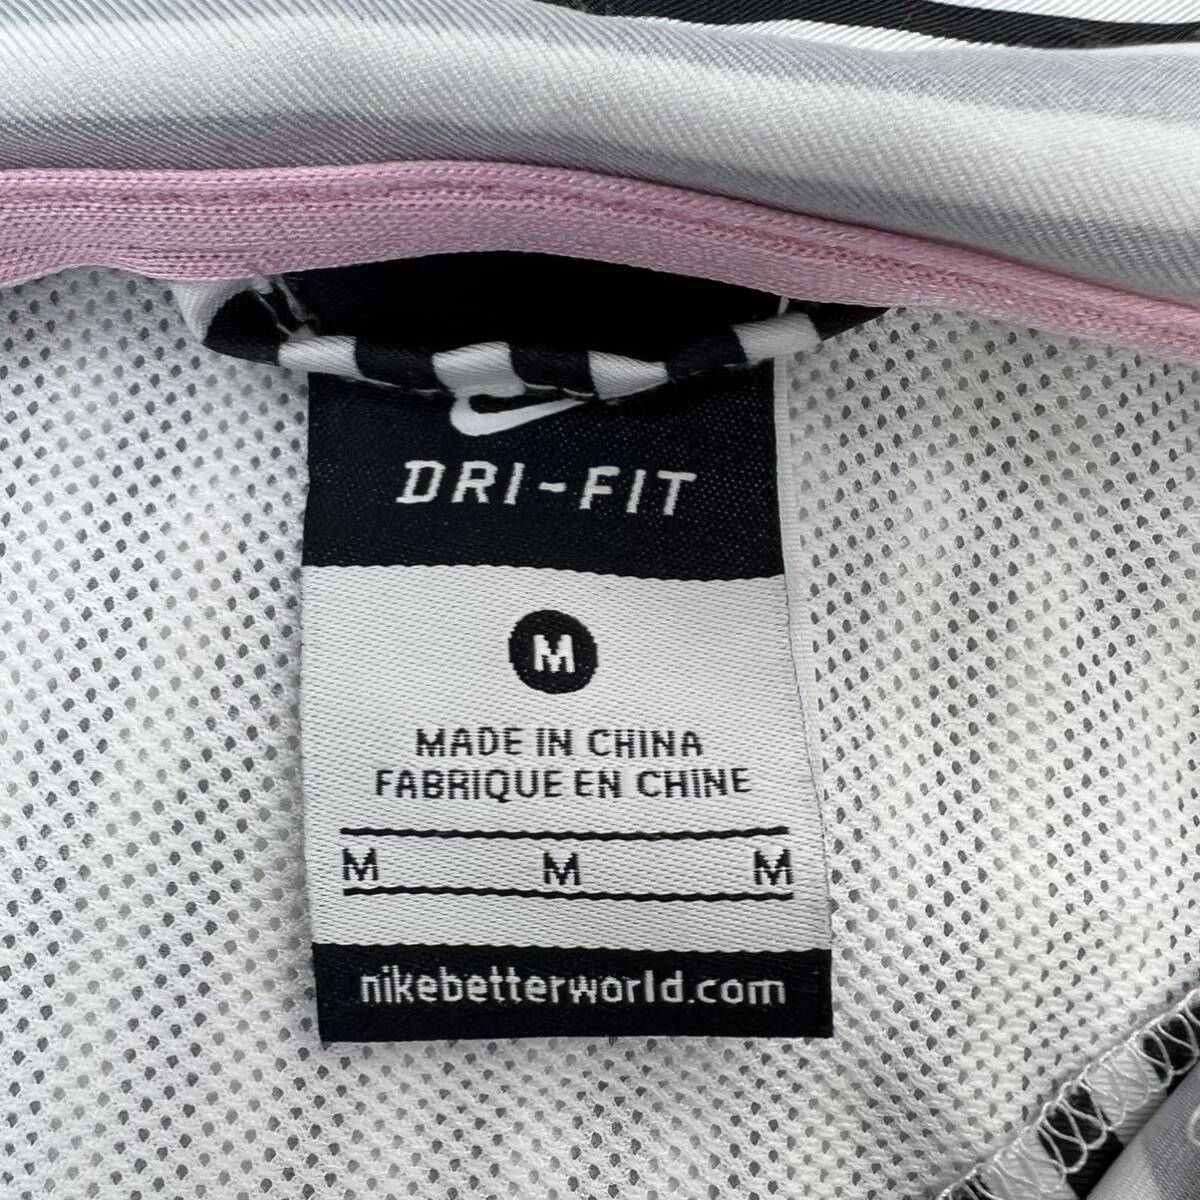 DRI-FIT
M
MADE IN CHINA
FABRIQUE EN CHINE
M M M
nikebetterworld.com